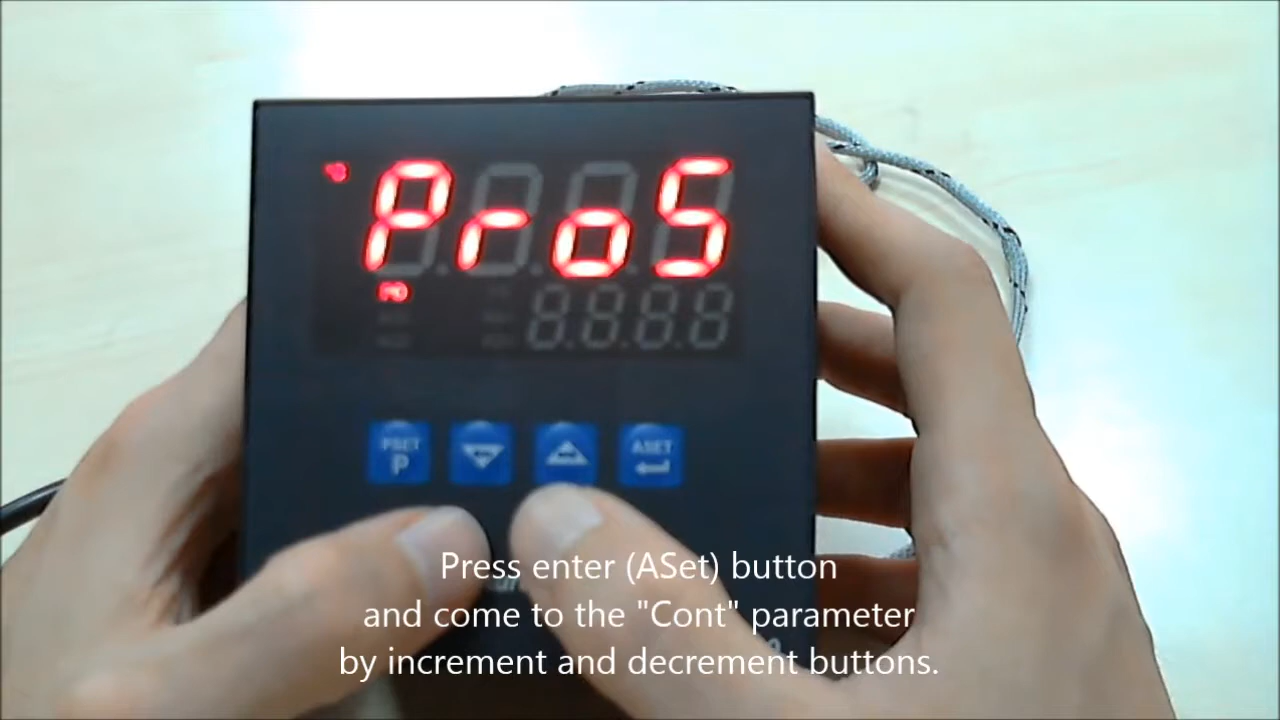 °C
ProS
PO
8.8.8.8
PSET
P
ASET
Press enter (ASet) button
and come to the "Cont" parameter
by increment and decrement buttons.